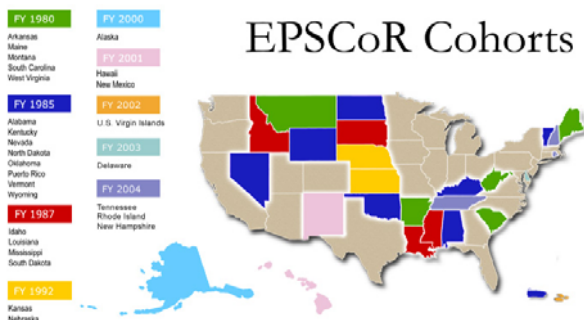 EPSCoR Cohorts
FY 1980
Arkansas
Maine
Montana
South Carolina
West Virginia
FY 1985
Alabama
Kentucky
Nevada
North Dakota
Oklahoma
Puerto Rico
Vermont
Wyoming
FY 1987
Idaho
Louisiana
Mississippi
South Dakota
FY 1992
Kansas
Nebraska
FY 2000
Alaska
FY 2001
Hawaii
New Mexico
FY 2002
U.S. Virgin Islands
FY 2003
Delaware
FY 2004
Tennessee
Rhode Island
New Hampshire